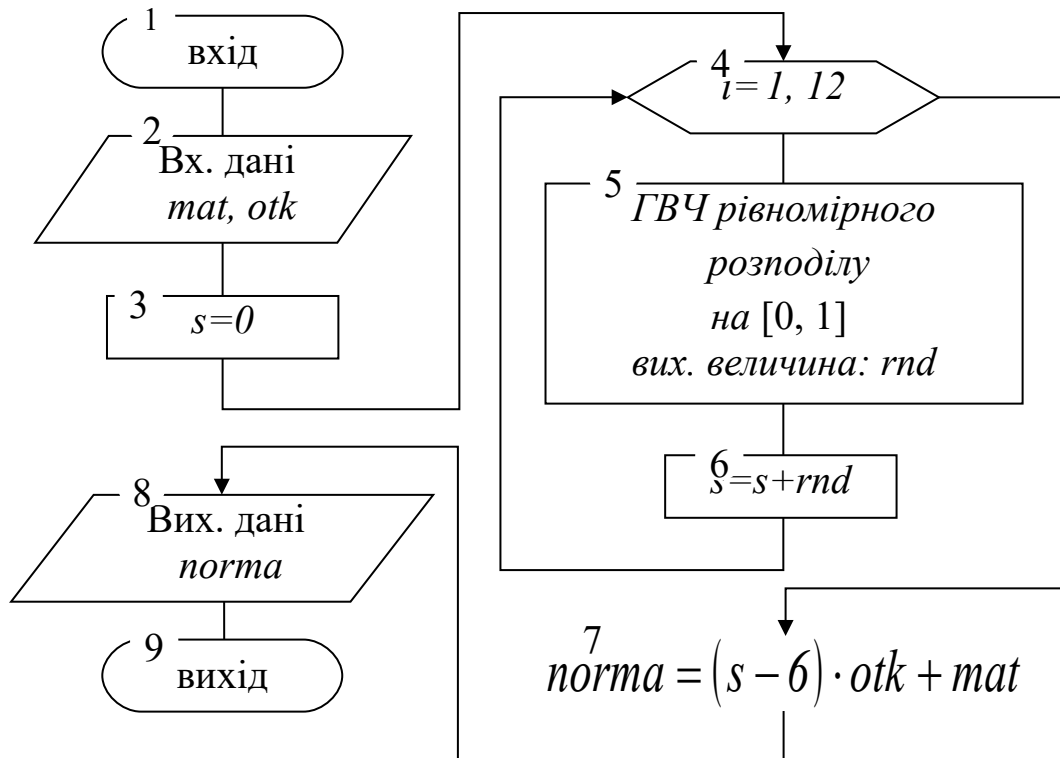 1
вхід
2
Вх. дані
mat, otk
3
s=0
4
i= 1, 12
5
ГВЧ рівномірного
розподілу
на [0, 1]
вих. величина: rnd
6
s=s+rnd
7
norma = (s − 6) · otk + mat
8
Вих. дані
norma
9
вихід